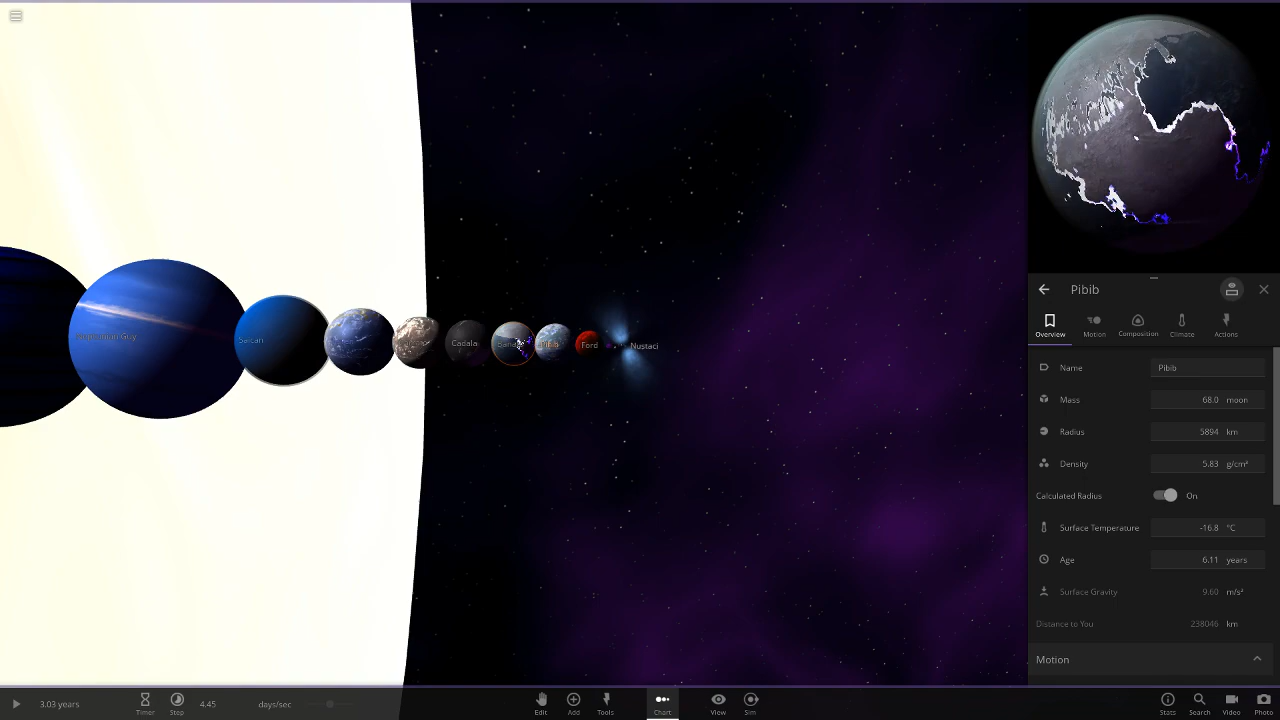 Sarcan
Cadala
Pibib
Ford
Nustaci
Pibib
Overview
Motion
Composition
Climate
Actions
Name Pibib
Mass 68.0 moon
Radius 5894 km
Density 5.83 g/cm³
Calculated Radius On
Surface Temperature -16.8 °C
Age 6.11 years
Surface Gravity 9.60 m/s²
Distance to You 238046 km
Motion
3.03 years
Timer
Step
4.45 days/sec
Edit
Add
Tools
Chart
View
Sim
Stats
Search
Video
Photo